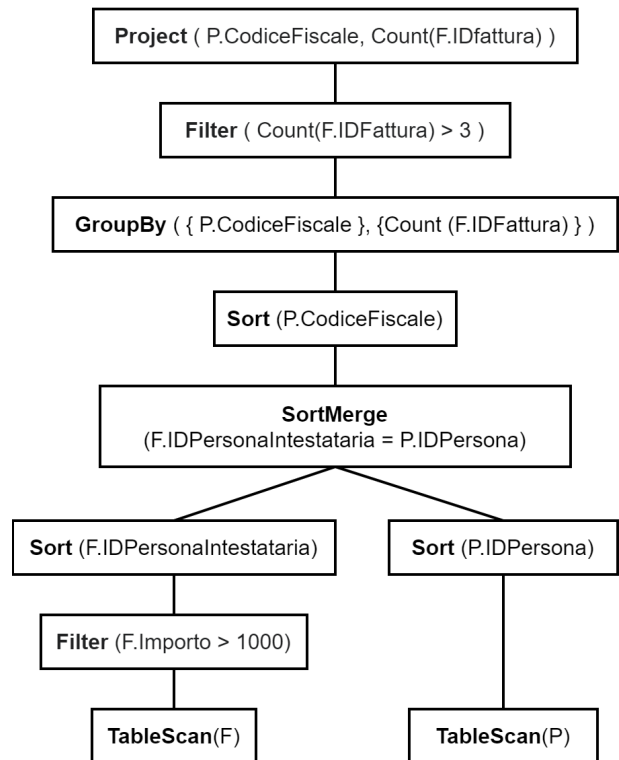 Project ( P.CodiceFiscale, Count(F.IDfattura) )
Filter ( Count(F.IDFattura) > 3 )
GroupBy ( { P.CodiceFiscale }, {Count (F.IDFattura) } )
Sort (P.CodiceFiscale)
SortMerge
(F.IDPersonaIntestataria = P.IDPersona)
Sort (F.IDPersonaIntestataria)
Sort (P.IDPersona)
Filter (F.Importo > 1000)
TableScan(F)
TableScan(P)